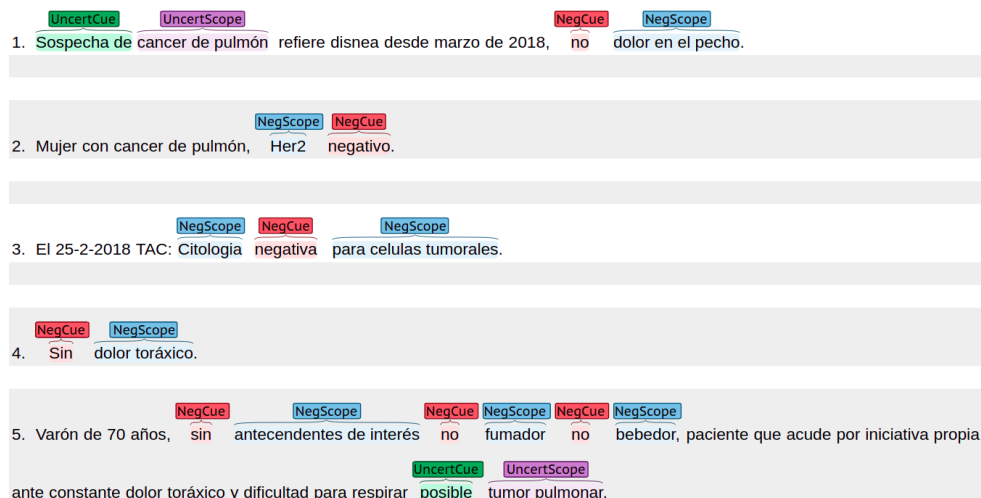 UncertCue UncertScope NegCue NegScope
1. Sospecha de cancer de pulmón refiere disnea desde marzo de 2018, no dolor en el pecho.
NegScope NegCue
2. Mujer con cancer de pulmón, Her2 negativo.
NegScope NegCue NegScope
3. El 25-2-2018 TAC: Citologia negativa para celulas tumorales.
NegCue NegScope
4. Sin dolor toráxico.
NegCue NegScope NegCue NegScope NegCue NegScope
5. Varón de 70 años, sin antecendentes de interés no fumador no bebedor, paciente que acude por iniciativa propia
UncertCue UncertScope
ante constante dolor toráxico y dificultad para respirar posible tumor pulmonar.